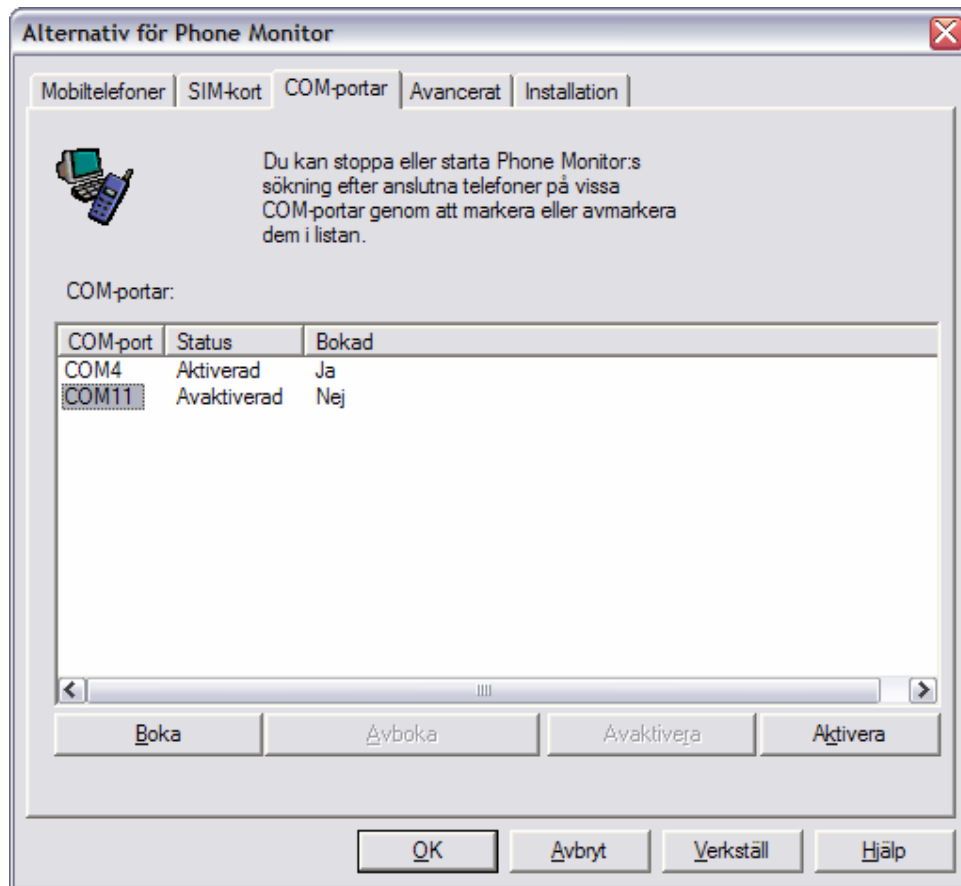 Alternativ för Phone Monitor
Mobiltelefoner SIM-kort COM-portar Avancerat Installation
Du kan stoppa eller starta Phone Monitor:s
sökning efter anslutna telefoner på vissa
COM-portar genom att markera eller avmarkera
dem i listan.
COM-portar:
COM-port Status Bokad
COM4 Aktiverad Ja
COM11 Avaktiverad Nej
Boka Avboka Avaktivera Aktivera
OK Avbryt Verkställ Hjälp